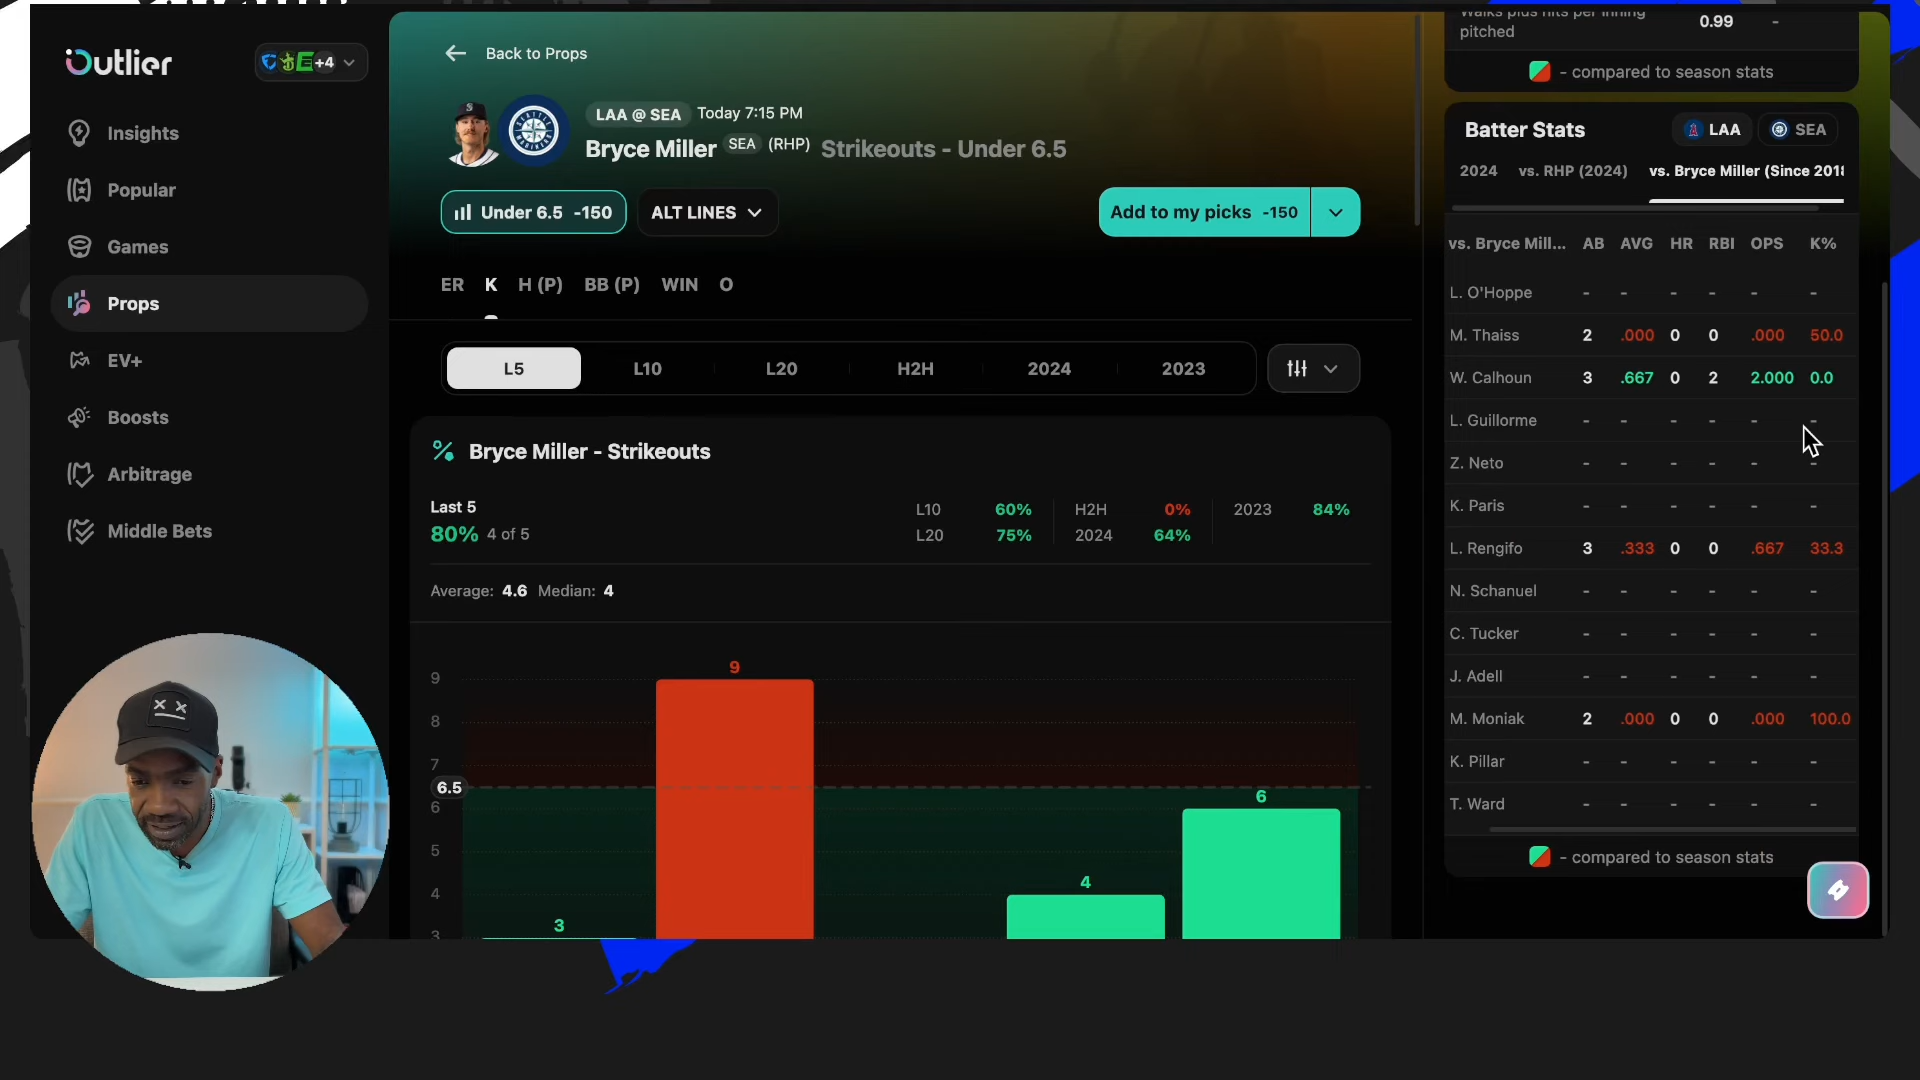 Outlier
+4
Insights
Popular
Games
Props
EV+
Boosts
Arbitrage
Middle Bets
Back to Props
LAA @ SEA Today 7:15 PM
Bryce Miller SEA (RHP) Strikeouts - Under 6.5
Under 6.5 -150 ALT LINES
Add to my picks -150
ER K H (P) BB (P) WIN O
L5 L10 L20 H2H 2024 2023
Bryce Miller - Strikeouts
Last 5
80% 4 of 5
L10 60% H2H 0% 2023 84%
L20 75% 2024 64%
Average: 4.6 Median: 4
9
8
7
6.5
6
5
4
3
3
9
4
6
Walks plus hits per inning
pitched 0.99 -
- compared to season stats
Batter Stats LAA SEA
2024 vs. RHP (2024) vs. Bryce Miller (Since 2018
vs. Bryce Mill... AB AVG HR RBI OPS K%
L. O'Hoppe - - - - - -
M. Thaiss 2 .000 0 0 .000 50.0
W. Calhoun 3 .667 0 2 2.000 0.0
L. Guillorme - - - - - -
Z. Neto - - - - - -
K. Paris - - - - - -
L. Rengifo 3 .333 0 0 .667 33.3
N. Schanuel - - - - - -
C. Tucker - - - - - -
J. Adell - - - - - -
M. Moniak 2 .000 0 0 .000 100.0
K. Pillar - - - - - -
T. Ward - - - - - -
- compared to season stats